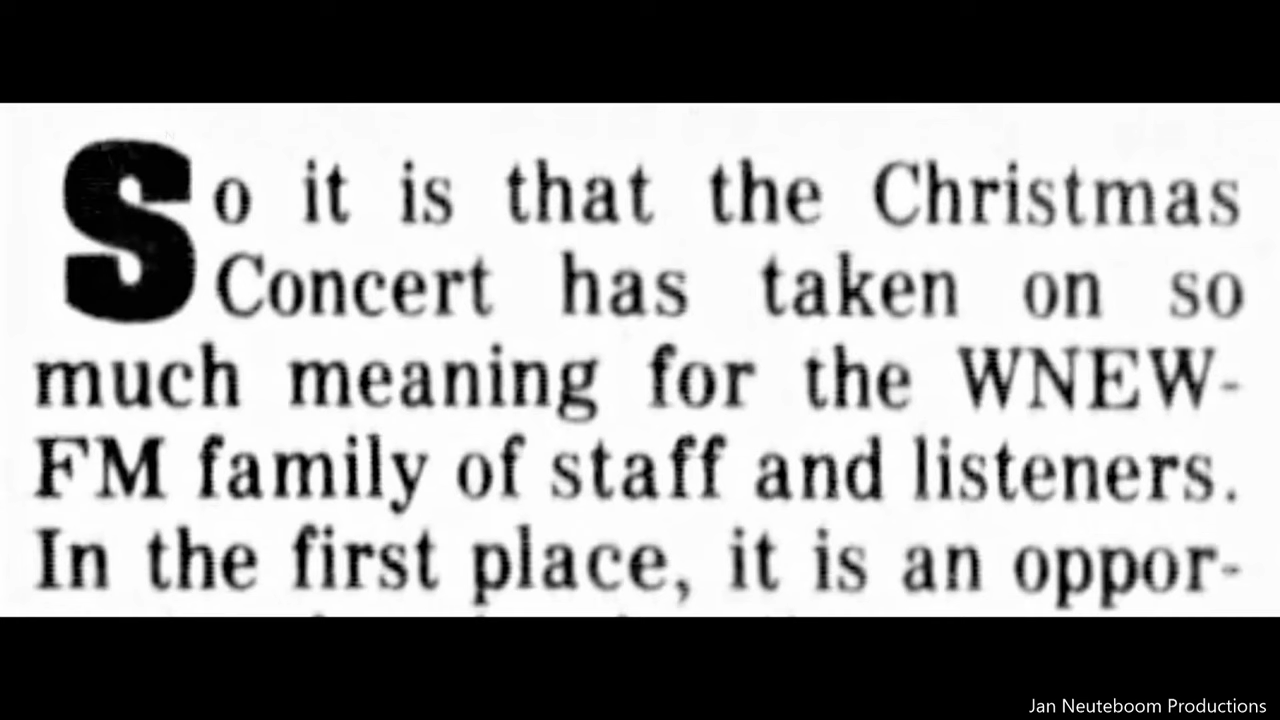 So it is that the Christmas
Concert has taken on so
much meaning for the WNEW-
FM family of staff and listeners.
In the first place, it is an oppor-
Jan Neuteboom Productions